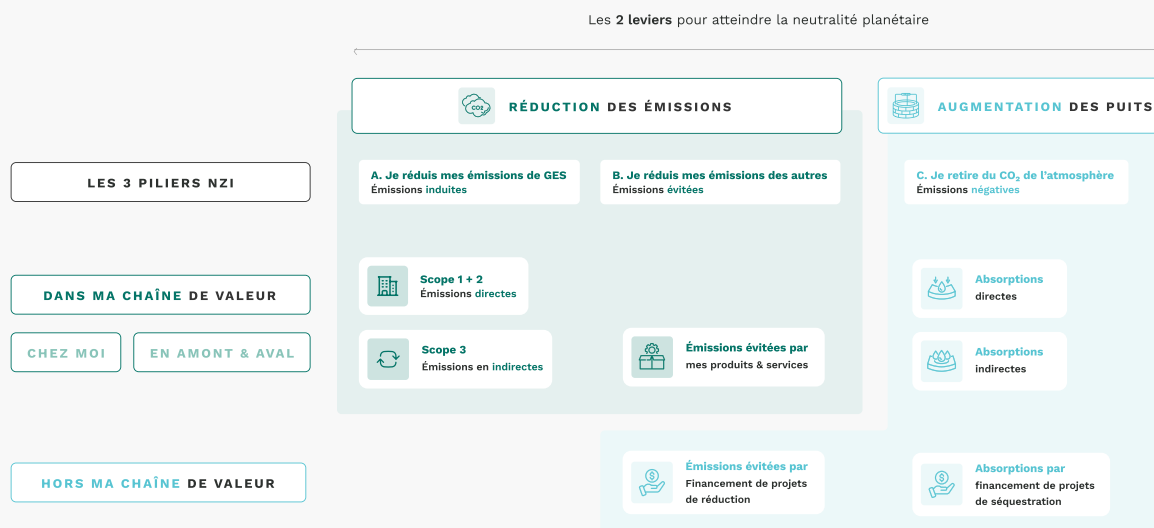 Les 2 leviers pour atteindre la neutralité planétaire
CO2
RÉDUCTION DES ÉMISSIONS
AUGMENTATION DES PUITS
LES 3 PILIERS NZI
A. Je réduis mes émissions de GES
Émissions induites
B. Je réduis mes émissions des autres
Émissions évitées
C. Je retire du CO₂ de l’atmosphère
Émissions négatives
DANS MA CHAÎNE DE VALEUR
CHEZ MOI
EN AMONT & AVAL
Scope 1 + 2
Émissions directes
Absorptions
directes
Scope 3
Émissions en indirectes
Émissions évitées par
mes produits & services
Absorptions
indirectes
HORS MA CHAÎNE DE VALEUR
Émissions évitées par
Financement de projets
de réduction
Absorptions par
financement de projets
de séquestration